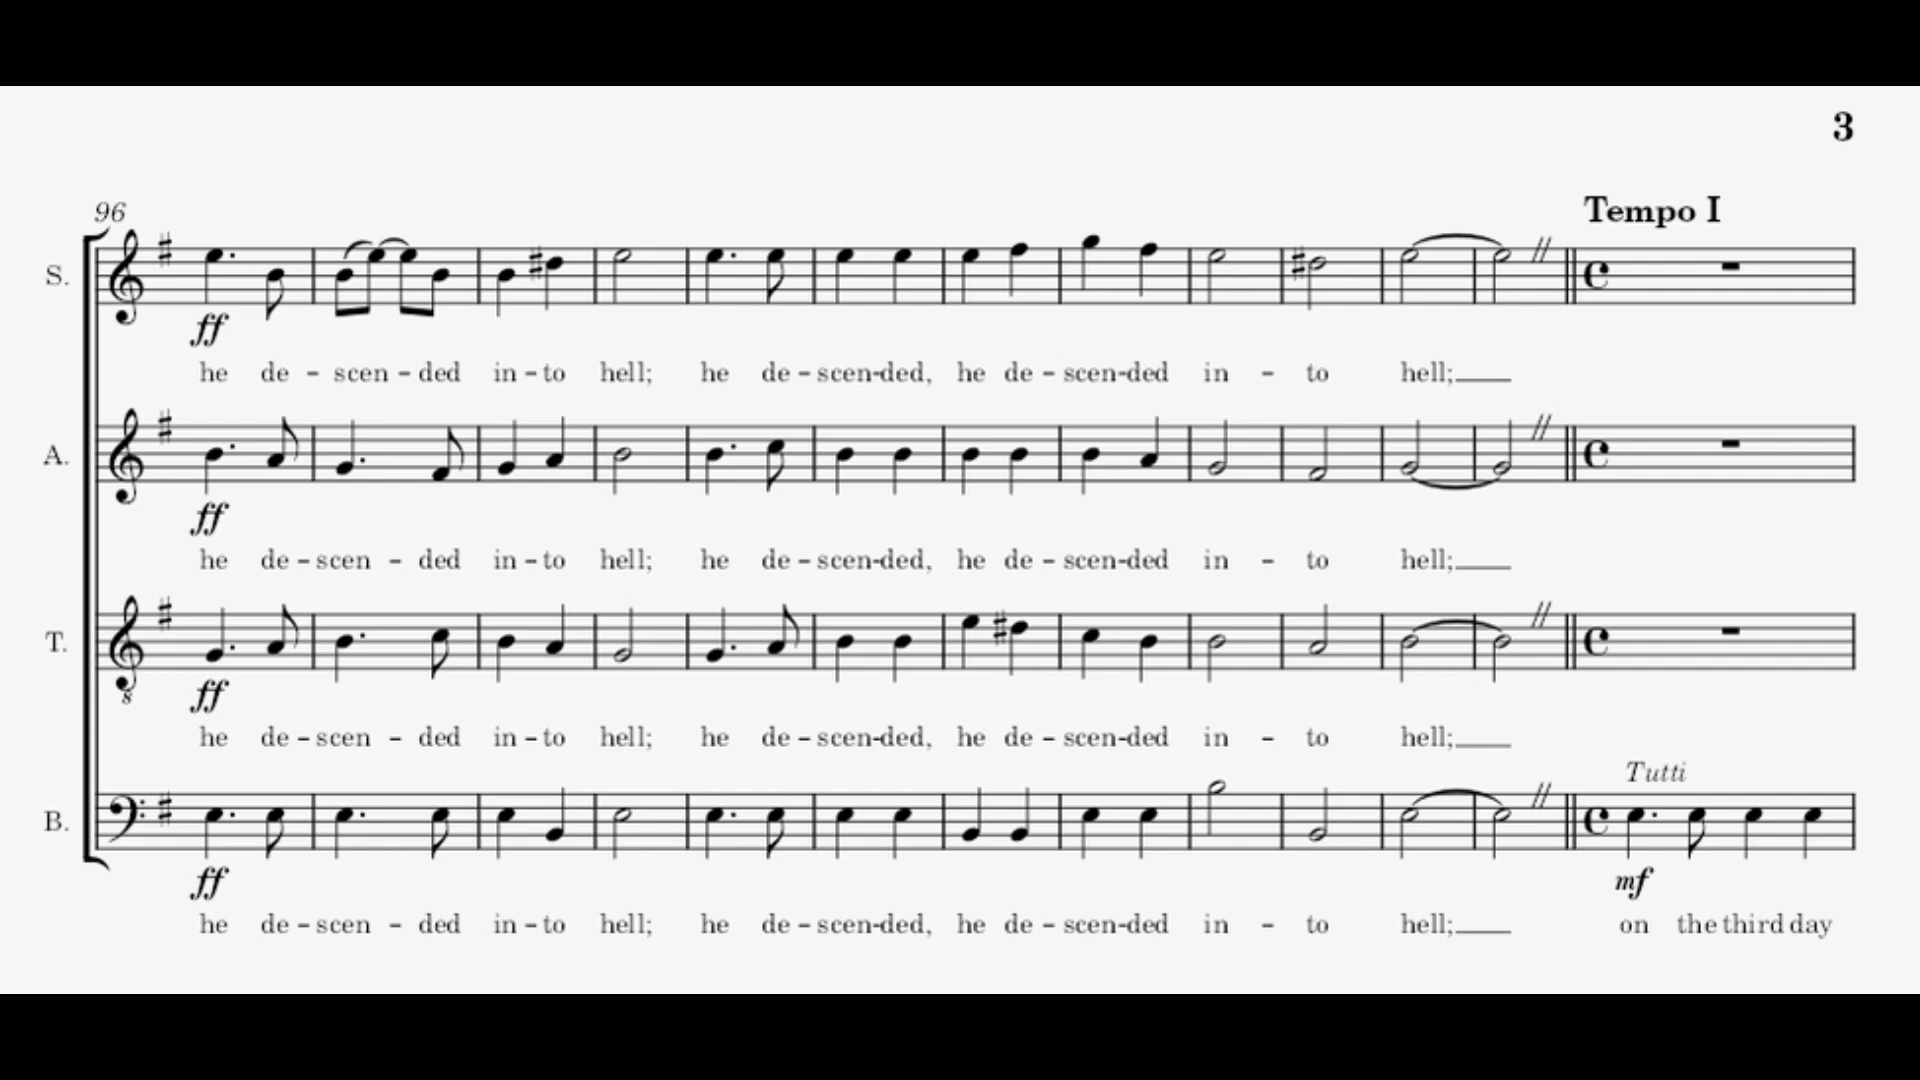 3
96
Tempo I
S.
ff
he de – scen – ded in – to hell; he de – scen-ded, he de – scen-ded in – to hell;
A.
ff
he de – scen – ded in – to hell; he de – scen-ded, he de – scen-ded in – to hell;
T.
8
ff
he de – scen – ded in – to hell; he de – scen-ded, he de – scen-ded in – to hell;
Tutti
B.
ff mf
he de – scen – ded in – to hell; he de – scen-ded, he de – scen-ded in – to hell; on the third day